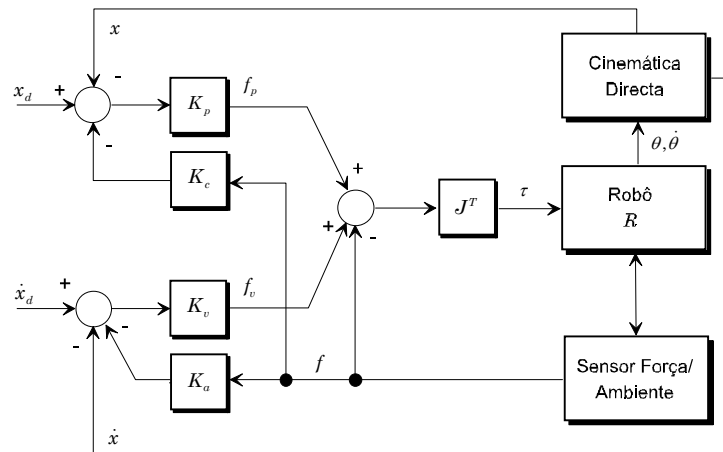 x
Cinemática
Directa
x_d
+
-
-
K_p
f_p
K_c
θ, θ̇
+
+
-
J^T
τ
Robô
R
ẋ_d
+
-
-
K_v
f_v
K_a
f
Sensor Força/
Ambiente
ẋ